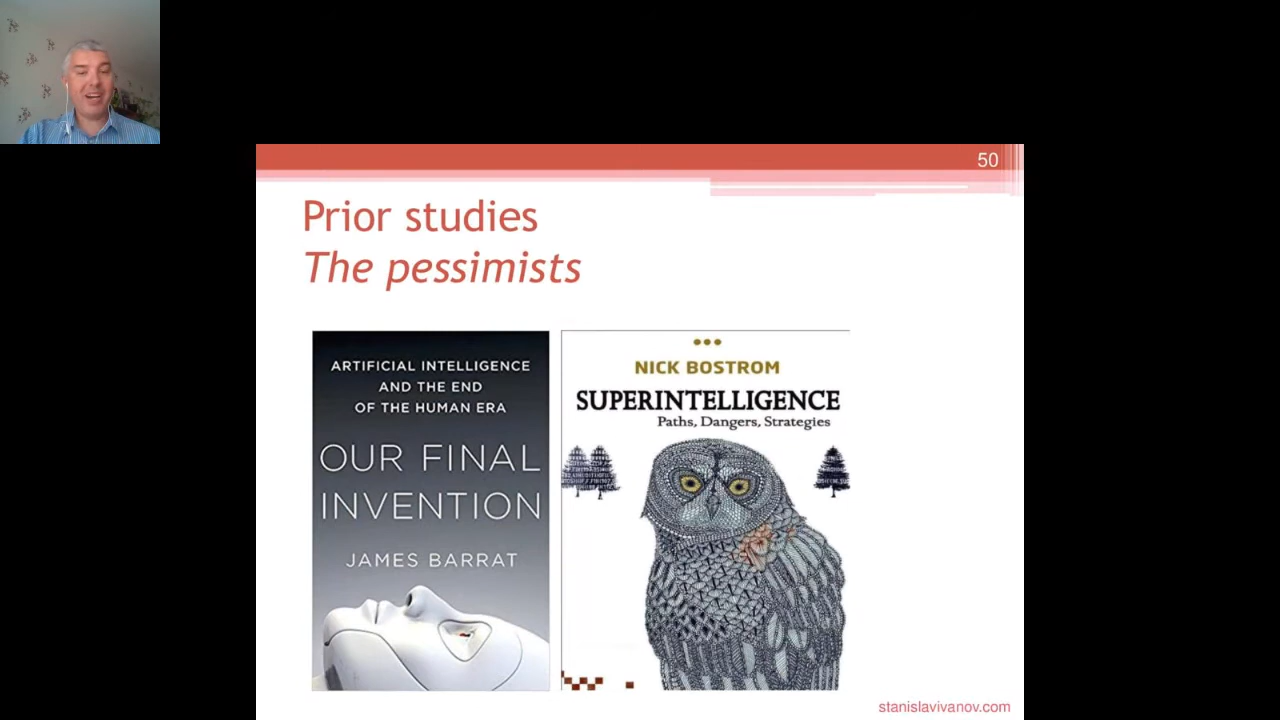 50
Prior studies
The pessimists
ARTIFICIAL INTELLIGENCE
AND THE END
OF THE HUMAN ERA
OUR FINAL
INVENTION
JAMES BARRAT
NICK BOSTROM
SUPERINTELLIGENCE
Paths, Dangers, Strategies
stanislavivanov.com